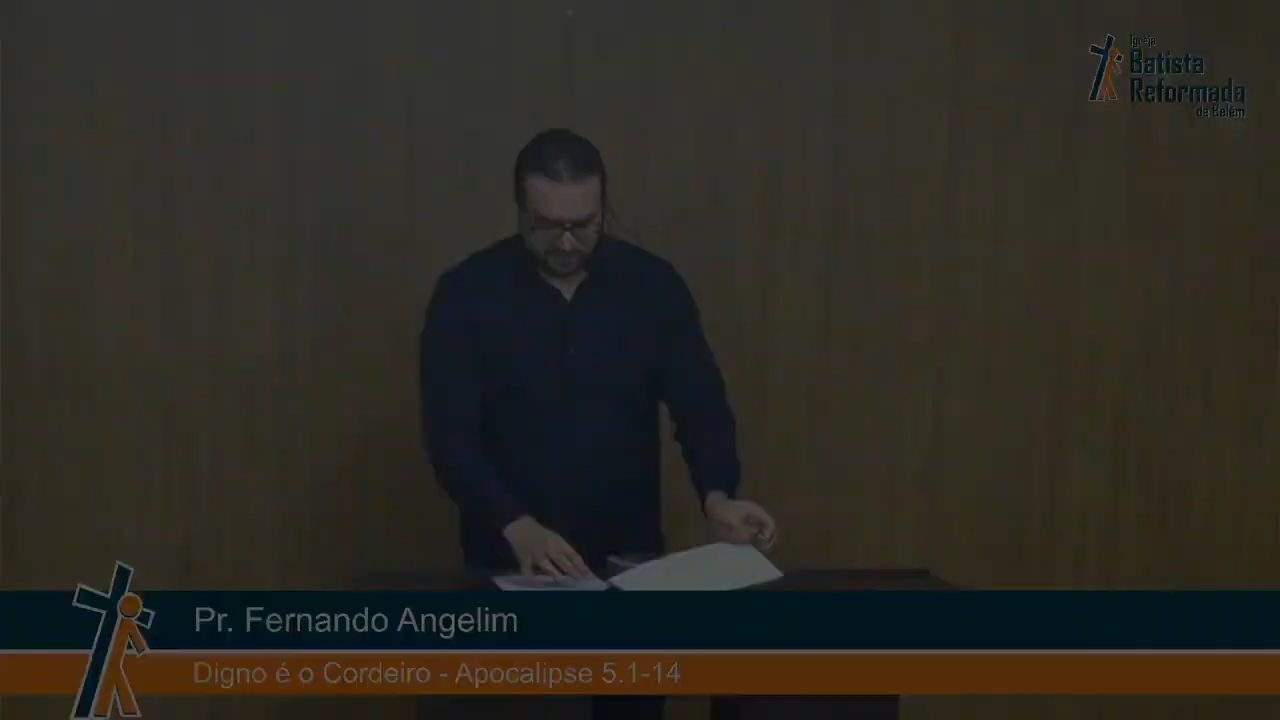 Igreja
Batista
Reformada
de Belém
Pr. Fernando Angelim
Digno é o Cordeiro - Apocalipse 5.1-14